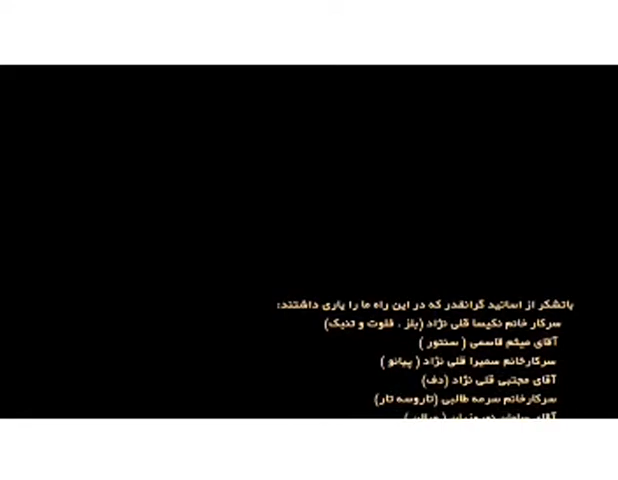 باتشکر از اساتید گرانقدر که در این راه ما را یاری داشتند:
سرکار خانم نکیسا قلی نژاد (بلز ، فلوت و تنبک)
آقای میثم قاسمی ( سنتور )
سرکارخانم سمیرا قلی نژاد ( پیانو )
آقای مجتبی قلی نژاد (دف)
سرکارخانم سرمه طالبی (تاروسه تار)
آقای